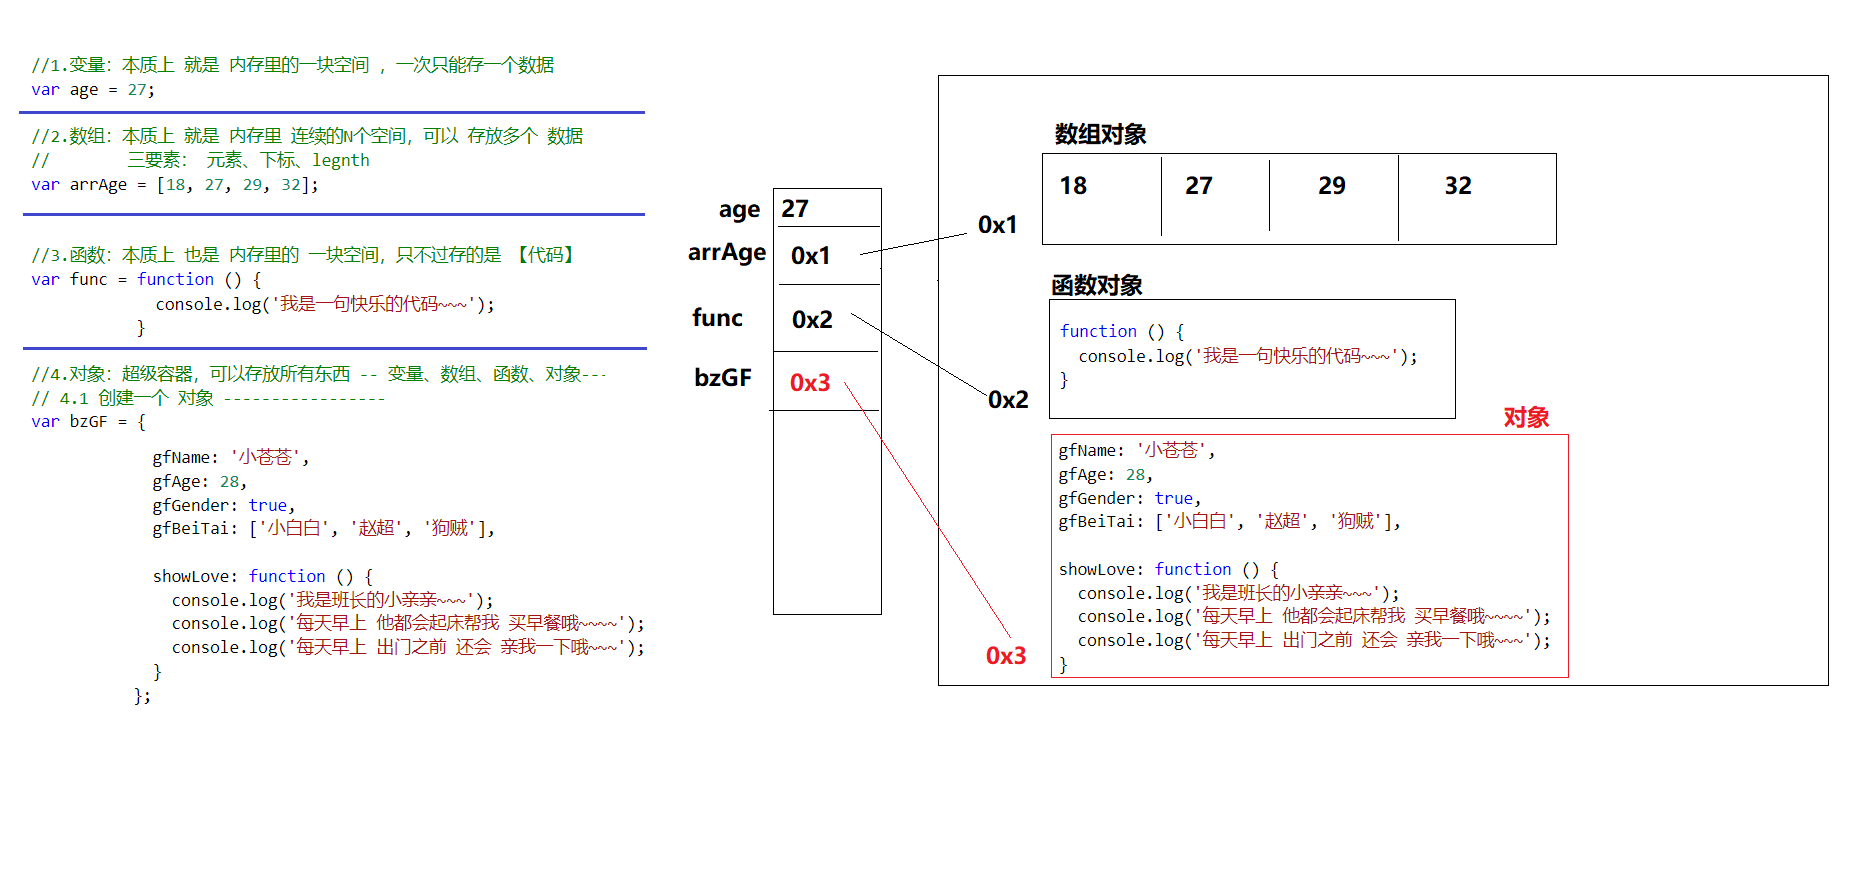 //1.变量：本质上 就是 内存里的一块空间 ，一次只能存一个数据
var age = 27;
//2.数组：本质上 就是 内存里 连续的N个空间，可以 存放多个 数据
// 三要素： 元素、下标、legnth
var arrAge = [18, 27, 29, 32];
//3.函数：本质上 也是 内存里的 一块空间，只不过存的是 【代码】
var func = function () {
console.log('我是一句快乐的代码~~~');
}
//4.对象：超级容器，可以存放所有东西 -- 变量、数组、函数、对象---
// 4.1 创建一个 对象 -----------------
var bzGF = {
gfName: '小苍苍',
gfAge: 28,
gfGender: true,
gfBeiTai: ['小白白', '赵超', '狗贼'],
showLove: function () {
console.log('我是班长的小亲亲~~~');
console.log('每天早上 他都会起床帮我 买早餐哦~~~~');
console.log('每天早上 出门之前 还会 亲我一下哦~~~');
}
};
age 27
arrAge 0x1
func 0x2
bzGF 0x3
数组对象
0x1
18 27 29 32
函数对象
function () {
console.log('我是一句快乐的代码~~~');
}
0x2
对象
gfName: '小苍苍',
gfAge: 28,
gfGender: true,
gfBeiTai: ['小白白', '赵超', '狗贼'],
showLove: function () {
console.log('我是班长的小亲亲~~~');
console.log('每天早上 他都会起床帮我 买早餐哦~~~~');
console.log('每天早上 出门之前 还会 亲我一下哦~~~');
}
0x3